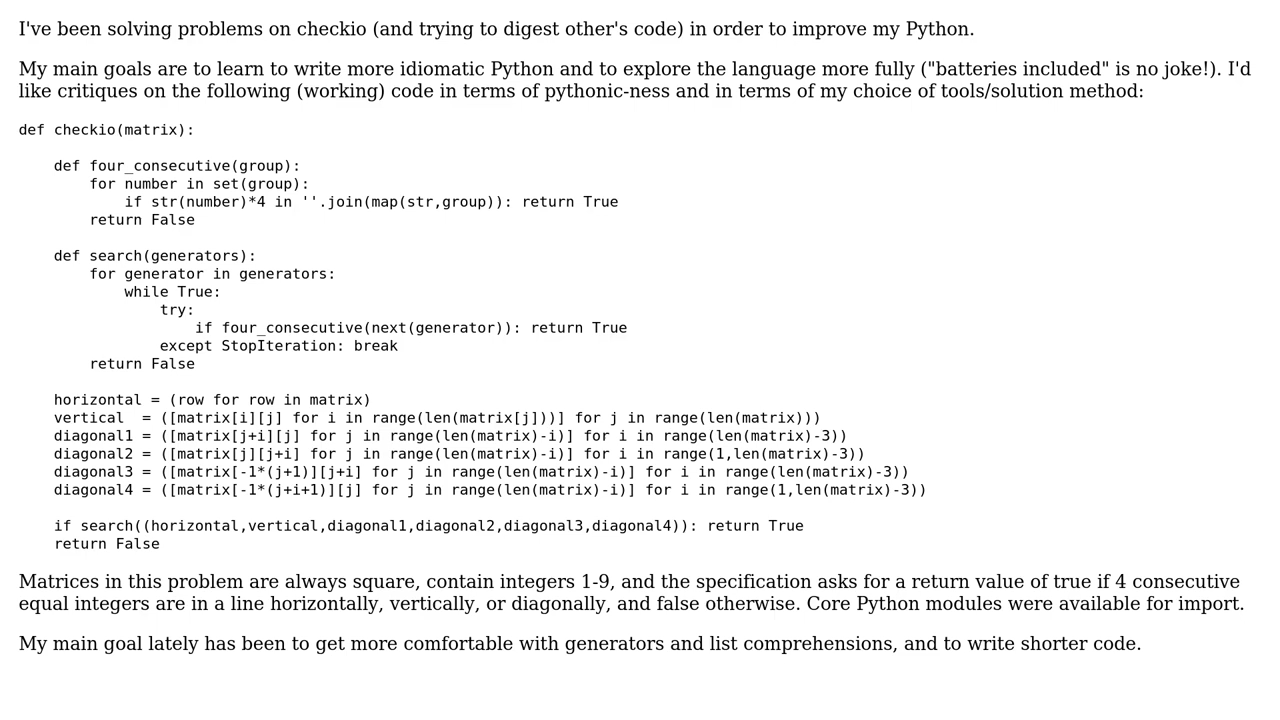 I've been solving problems on checkio (and trying to digest other's code) in order to improve my Python.
My main goals are to learn to write more idiomatic Python and to explore the language more fully ("batteries included" is no joke!). I'd
like critiques on the following (working) code in terms of pythonic-ness and in terms of my choice of tools/solution method:
def checkio(matrix):
    def four_consecutive(group):
        for number in set(group):
            if str(number)*4 in ''.join(map(str,group)): return True
        return False
    def search(generators):
        for generator in generators:
            while True:
                try:
                    if four_consecutive(next(generator)): return True
                except StopIteration: break
        return False
    horizontal = (row for row in matrix)
    vertical  = ([matrix[i][j] for i in range(len(matrix[j]))] for j in range(len(matrix)))
    diagonal1 = ([matrix[j+i][j] for j in range(len(matrix)-i)] for i in range(len(matrix)-3))
    diagonal2 = ([matrix[j][j+i] for j in range(len(matrix)-i)] for i in range(1,len(matrix)-3))
    diagonal3 = ([matrix[-1*(j+1)][j+i] for j in range(len(matrix)-i)] for i in range(len(matrix)-3))
    diagonal4 = ([matrix[-1*(j+i+1)][j] for j in range(len(matrix)-i)] for i in range(1,len(matrix)-3))
    if search((horizontal,vertical,diagonal1,diagonal2,diagonal3,diagonal4)): return True
    return False
Matrices in this problem are always square, contain integers 1-9, and the specification asks for a return value of true if 4 consecutive
equal integers are in a line horizontally, vertically, or diagonally, and false otherwise. Core Python modules were available for import.
My main goal lately has been to get more comfortable with generators and list comprehensions, and to write shorter code.